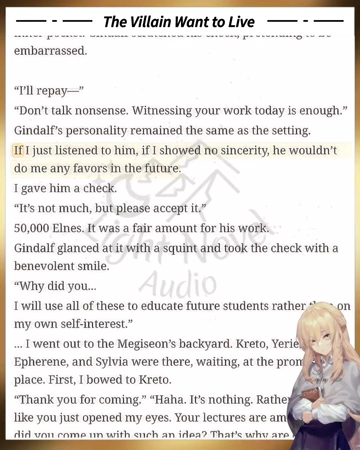 The Villain Want to Live
embarrassed.
“I’ll repay—”
“Don’t talk nonsense. Witnessing your work today is enough.”
Gindalf’s personality remained the same as the setting.
If I just listened to him, if I showed no sincerity, he wouldn’t
do me any favors in the future.
I gave him a check.
“It’s not much, but please accept it.”
50,000 Elnes. It was a fair amount for his work.
Gindalf glanced at it with a squint and took the check with a
benevolent smile.
“Why did you...
I will use all of these to educate future students rather than on
my own self-interest.”
... I went out to the Megiseon’s backyard. Kreto, Yerie
Epherene, and Sylvia were there, waiting, at the prom
place. First, I bowed to Kreto.
“Thank you for coming.” “Haha. It’s nothing. Rather
like you just opened my eyes. Your lectures are am
did you come up with such an idea? That’s why are
Light Novel
Audio